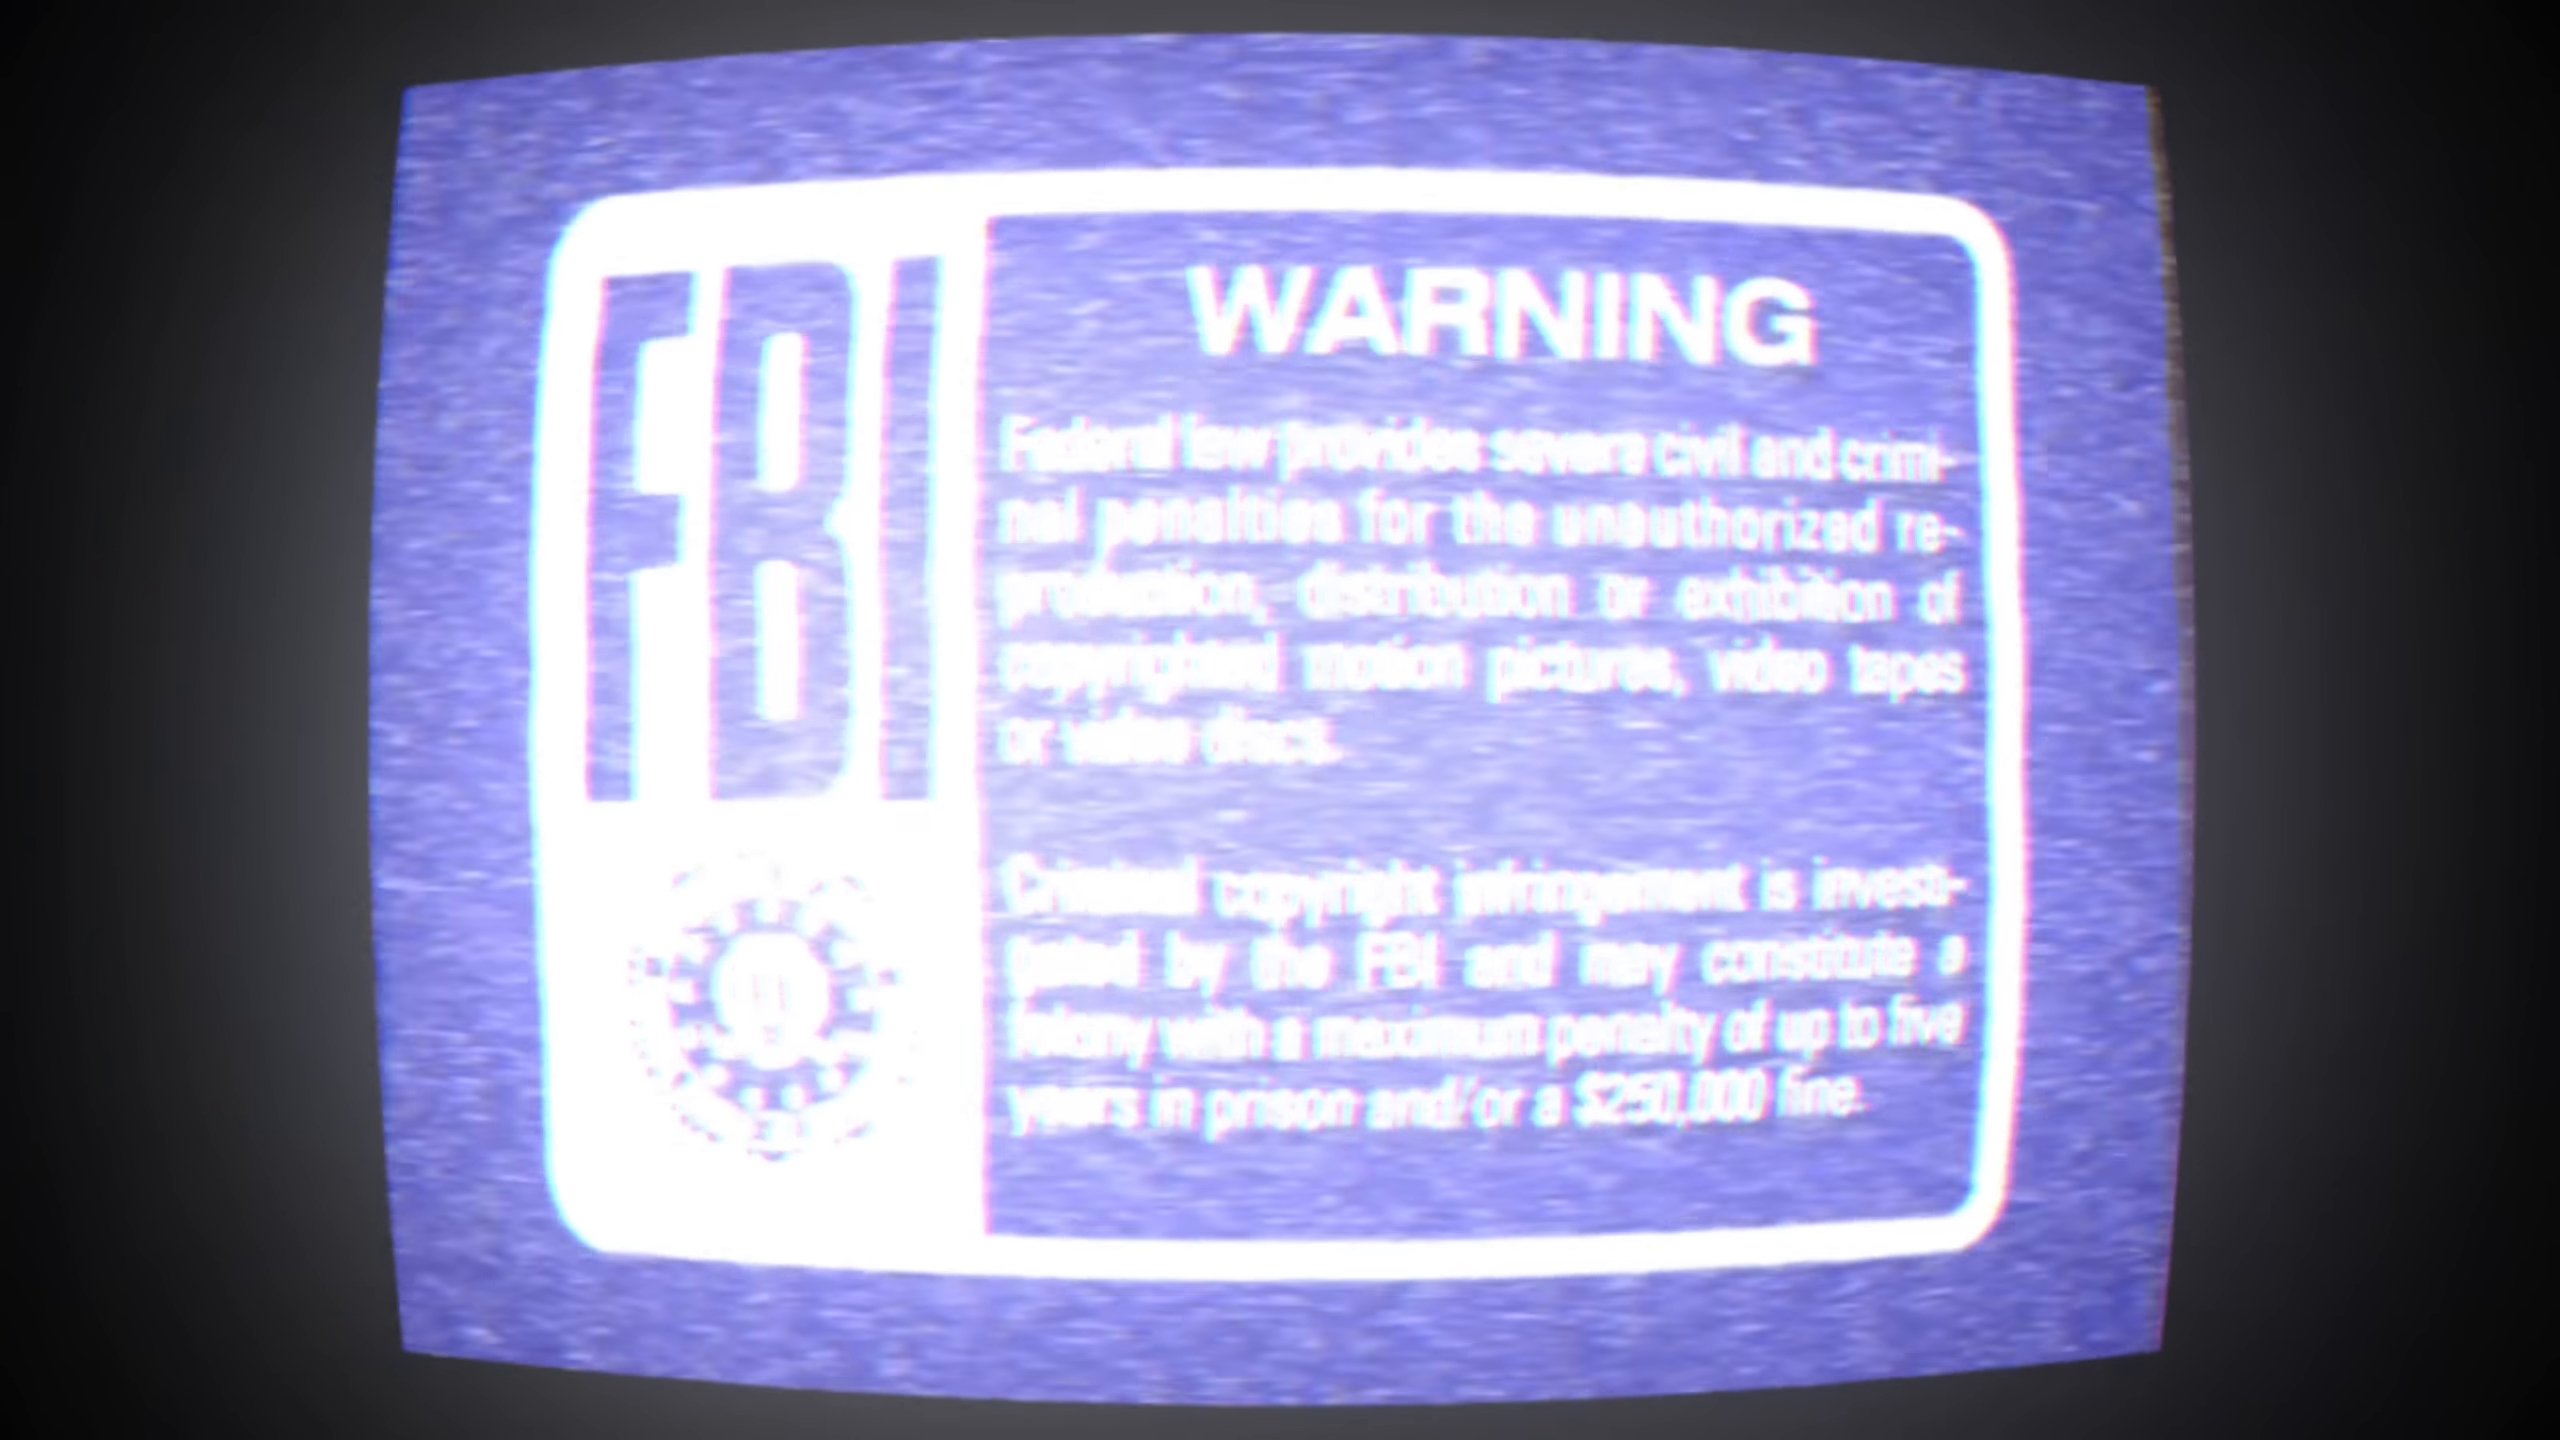 FBI
WARNING
Federal law provides severe civil and crimi-
nal penalties for the unauthorized re-
production, distribution or exhibition of
copyrighted motion pictures, video tapes
or video discs.
Criminal copyright infringement is investi-
gated by the FBI and may constitute a
felony with a maximum penalty of up to five
years in prison and/or a $250,000 fine.